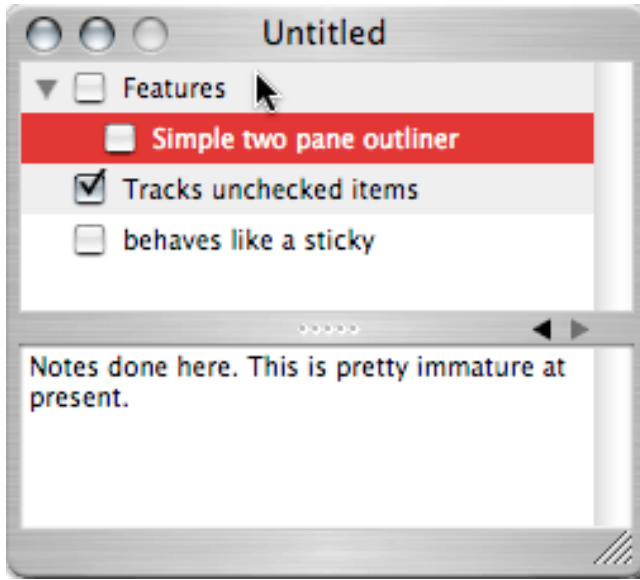 Untitled
Features
Simple two pane outliner
Tracks unchecked items
behaves like a sticky
Notes done here. This is pretty immature at
present.